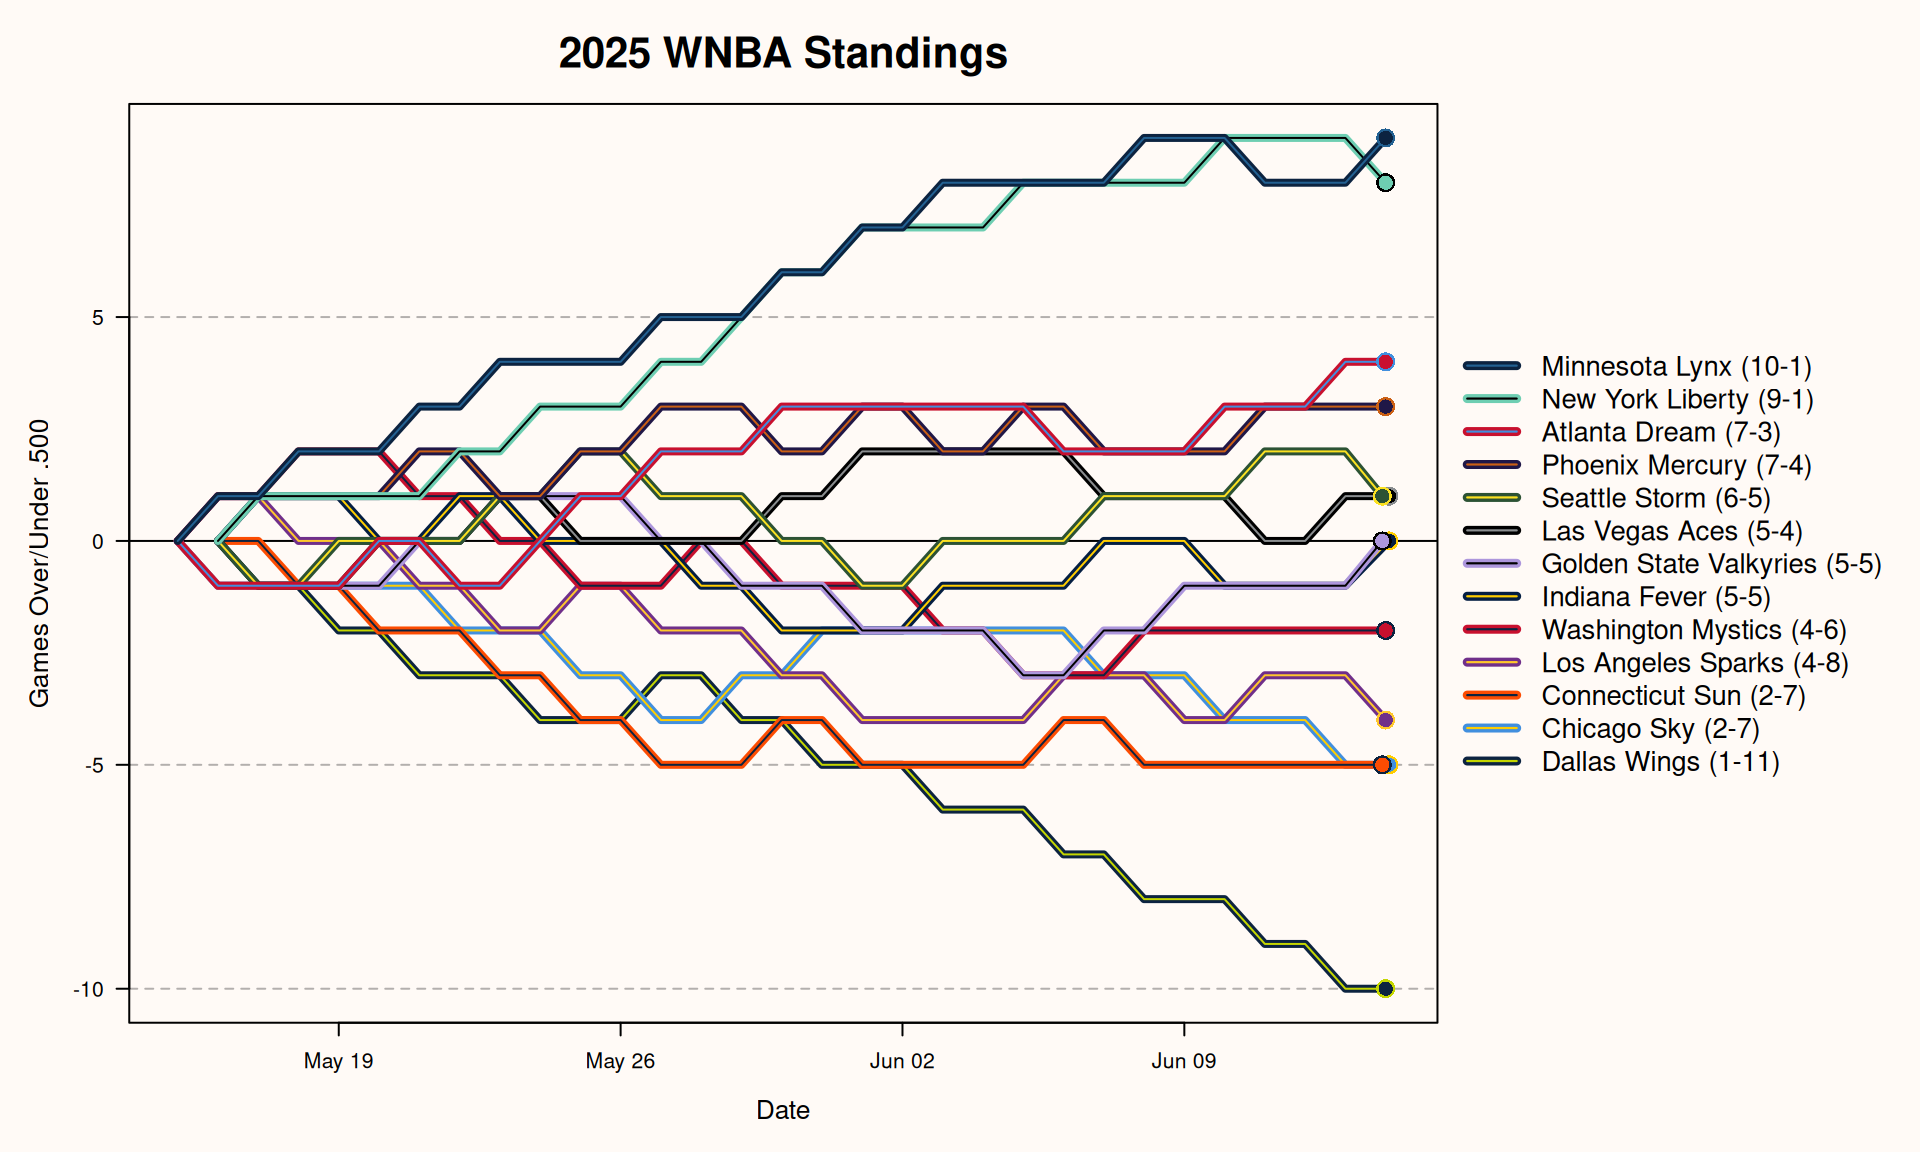 2025 WNBA Standings
Games Over/Under .500
5
0
-5
-10
May 19
May 26
Jun 02
Jun 09
Date
Minnesota Lynx (10-1)
New York Liberty (9-1)
Atlanta Dream (7-3)
Phoenix Mercury (7-4)
Seattle Storm (6-5)
Las Vegas Aces (5-4)
Golden State Valkyries (5-5)
Indiana Fever (5-5)
Washington Mystics (4-6)
Los Angeles Sparks (4-8)
Connecticut Sun (2-7)
Chicago Sky (2-7)
Dallas Wings (1-11)